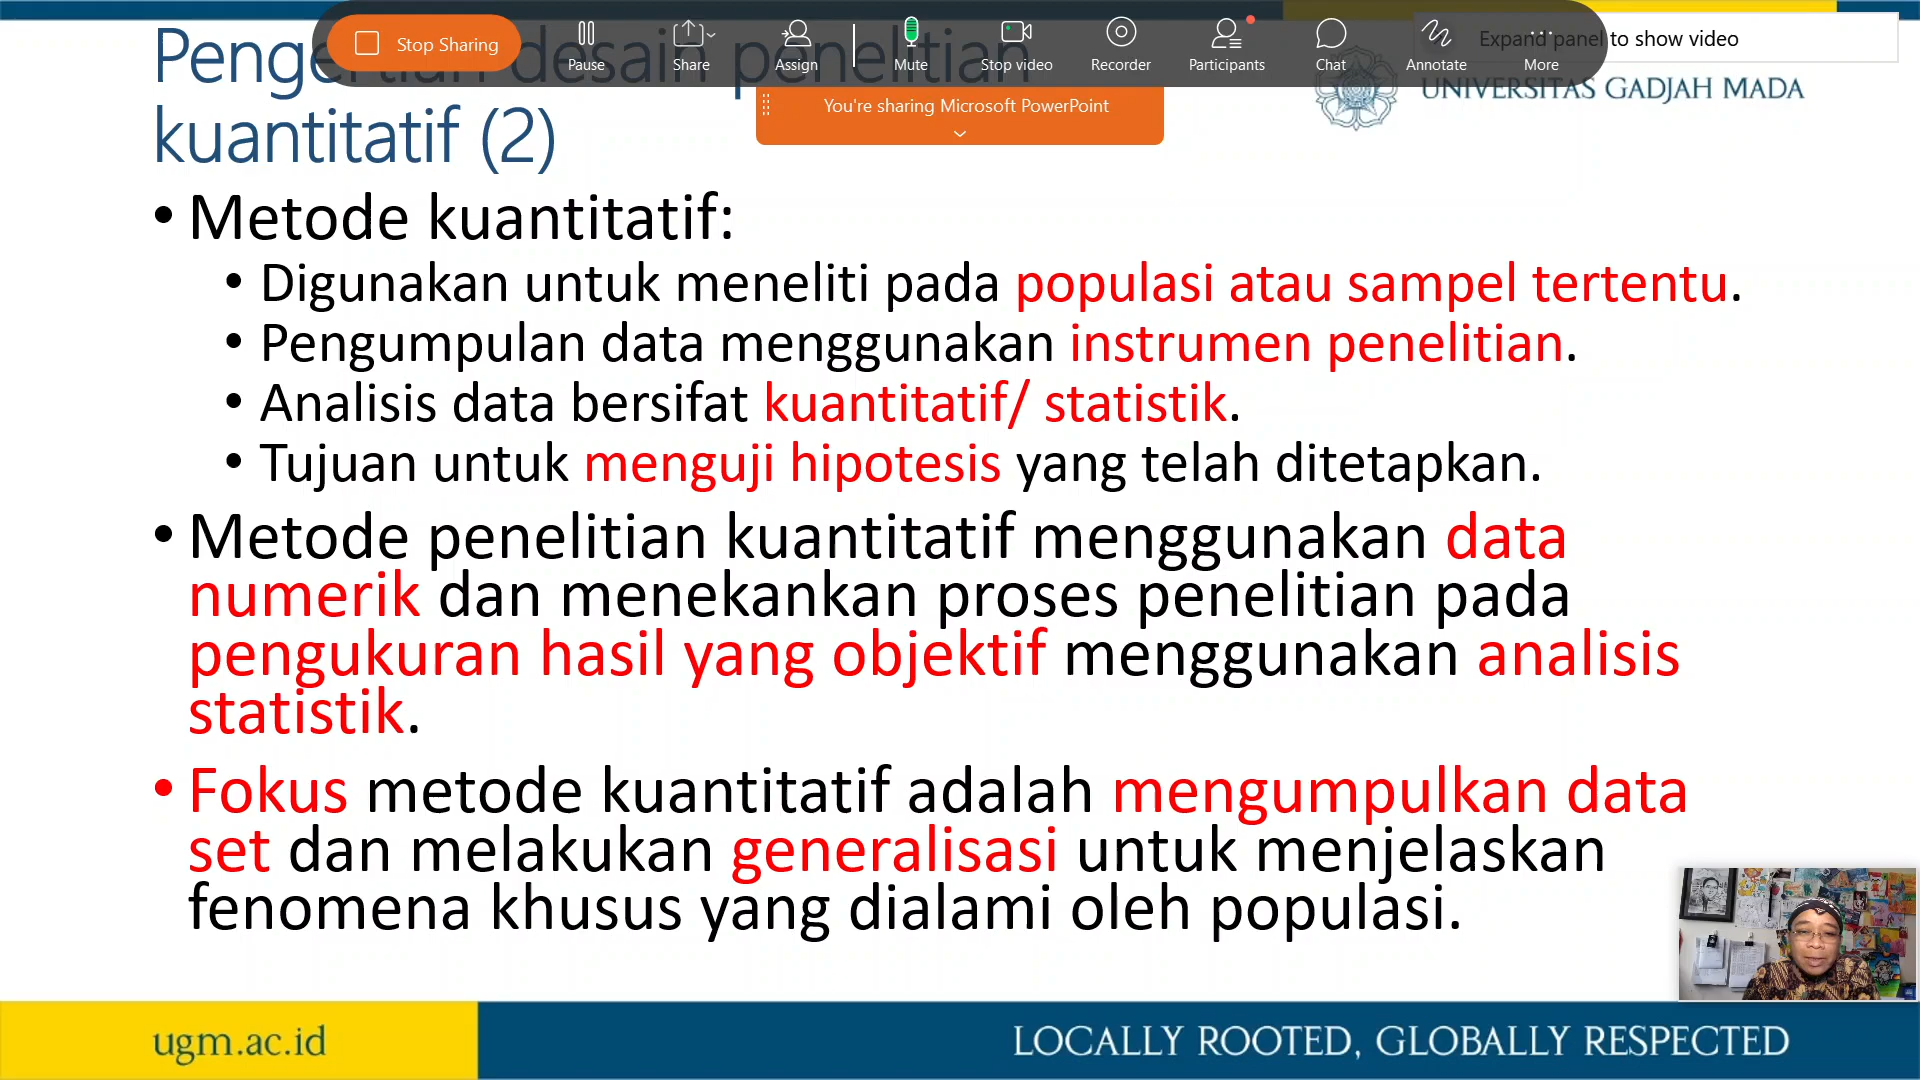 Pengertian desain penelitian
kuantitatif (2)
Stop Sharing
Pause
Share
Assign
Mute
Stop video
Recorder
Participants
Chat
Annotate
More
Expand panel to show video
You're sharing Microsoft PowerPoint
UNIVERSITAS GADJAH MADA
• Metode kuantitatif:
• Digunakan untuk meneliti pada populasi atau sampel tertentu.
• Pengumpulan data menggunakan instrumen penelitian.
• Analisis data bersifat kuantitatif/ statistik.
• Tujuan untuk menguji hipotesis yang telah ditetapkan.
• Metode penelitian kuantitatif menggunakan data
numerik dan menekankan proses penelitian pada
pengukuran hasil yang objektif menggunakan analisis
statistik.
• Fokus metode kuantitatif adalah mengumpulkan data
set dan melakukan generalisasi untuk menjelaskan
fenomena khusus yang dialami oleh populasi.
ugm.ac.id
LOCALLY ROOTED, GLOBALLY RESPECTED